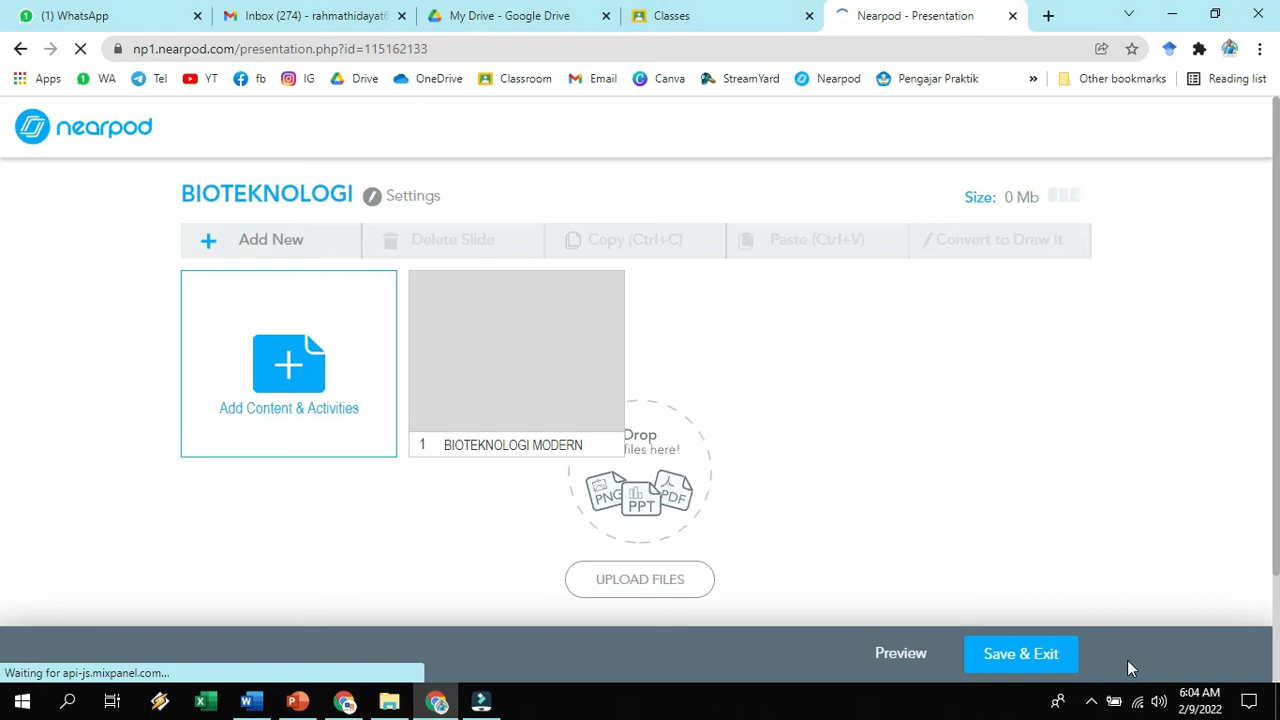 (1) WhatsApp
Inbox (274) - rahmathidayat6
My Drive - Google Drive
Classes
Nearpod - Presentation
np1.nearpod.com/presentation.php?id=115162133
Apps
WA
Tel
YT
fb
IG
Drive
OneDrive
Classroom
Email
Canva
StreamYard
Nearpod
Pengajar Praktik
»
Other bookmarks
Reading list
nearpod
BIOTEKNOLOGI
Settings
Size: 0 Mb
+ Add New
Delete Slide
Copy (Ctrl+C)
Paste (Ctrl+V)
Convert to Draw It
Add Content & Activities
1 BIOTEKNOLOGI MODERN
Drop
files here!
PNG
PPT
PDF
UPLOAD FILES
Preview
Save & Exit
Waiting for api-js.mixpanel.com...
6:04 AM
2/9/2022